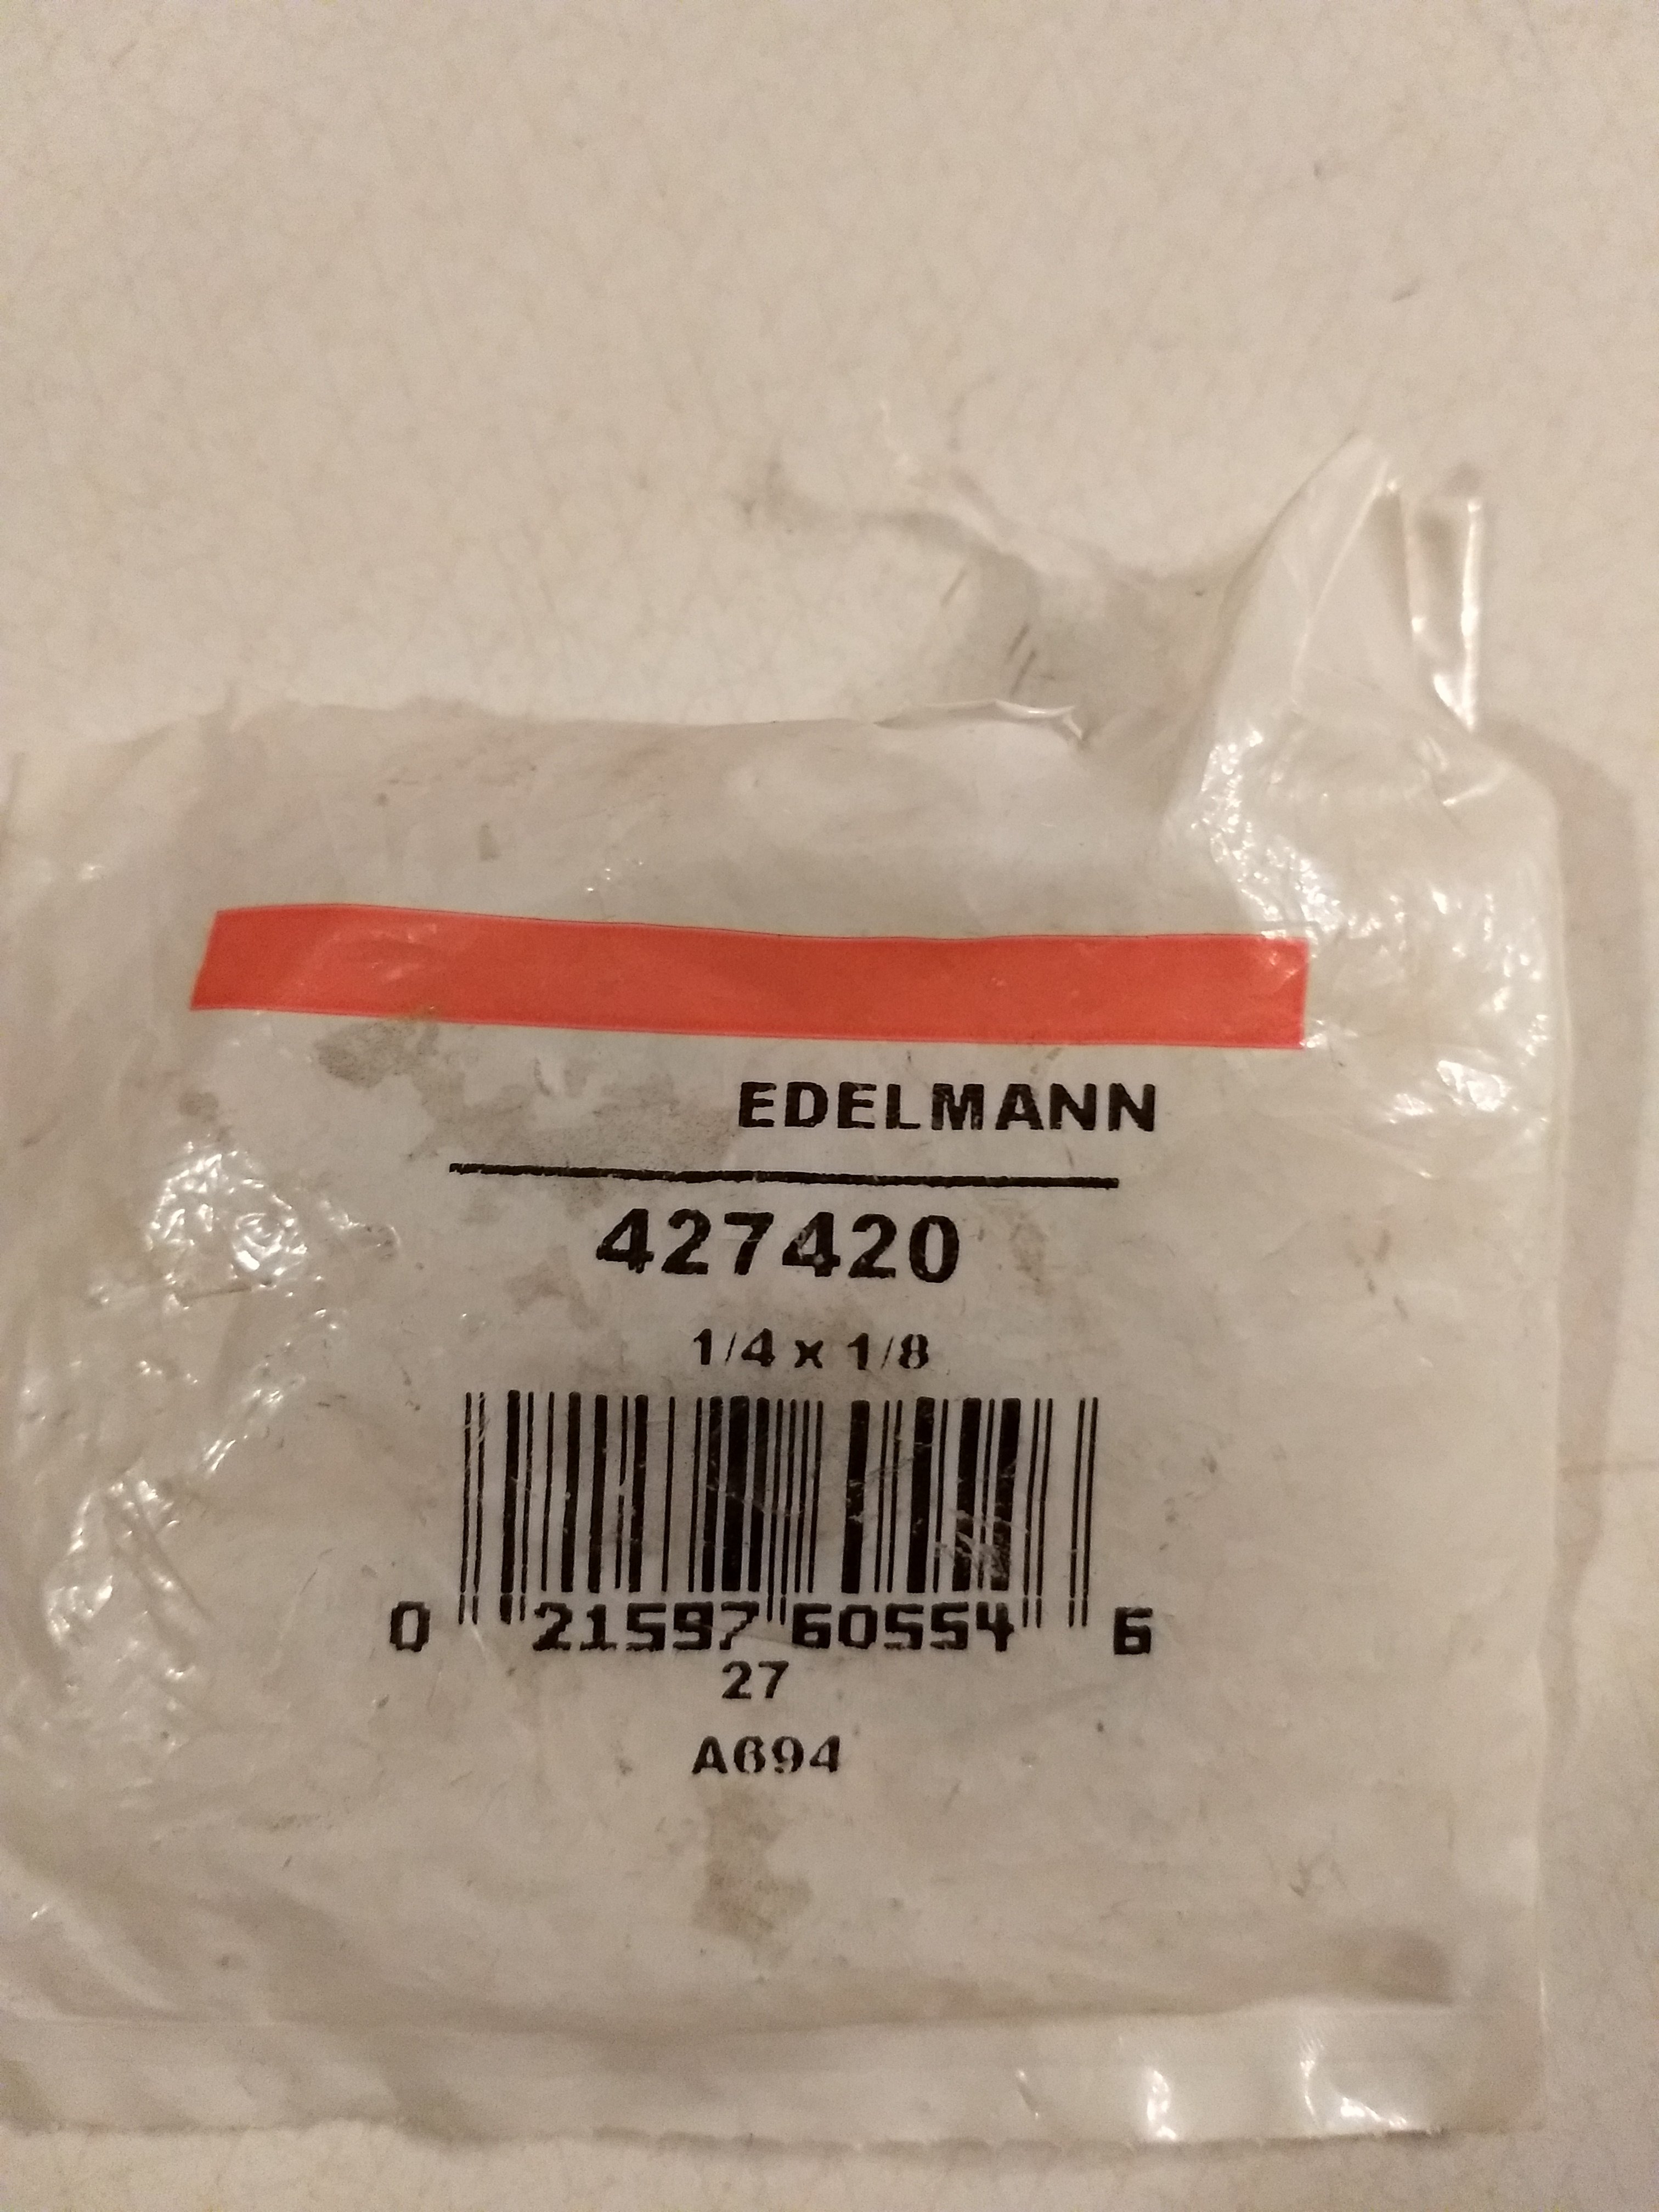 EDELMANN
427420
1/4 x 1/8
0 21597 60554 6
27
A694